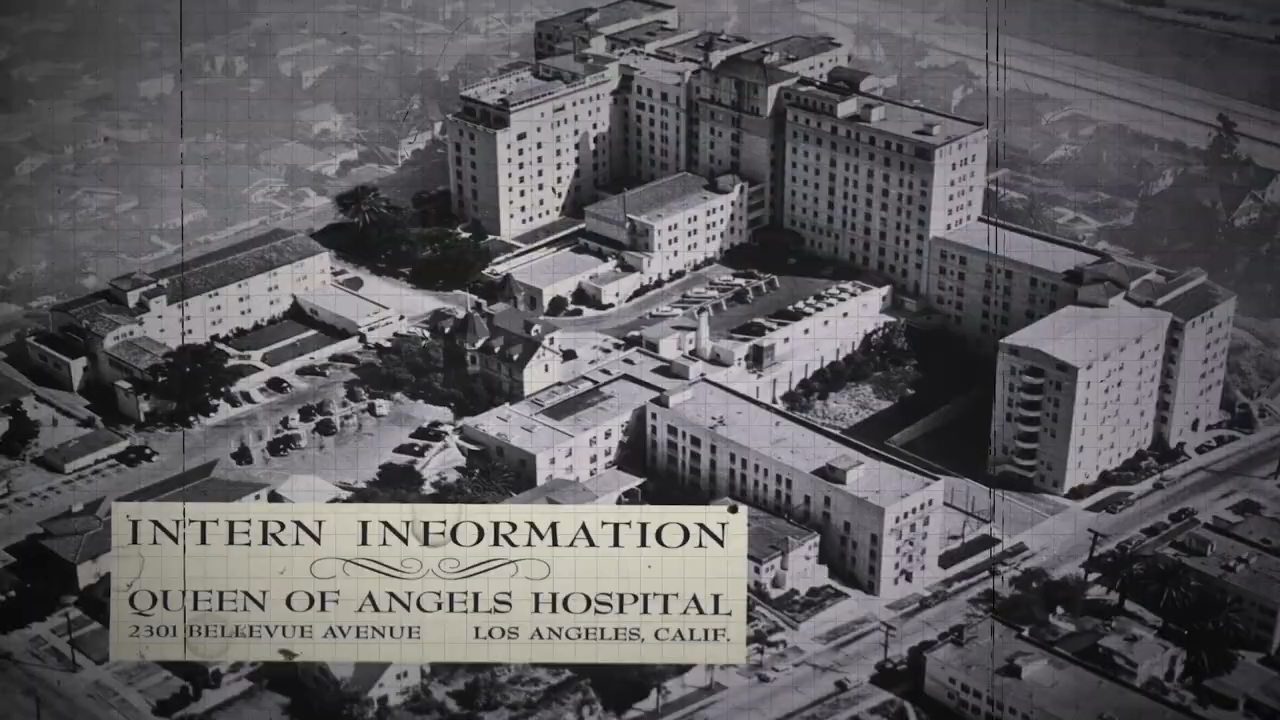 INTERN INFORMATION
QUEEN OF ANGELS HOSPITAL
2301 BELLEVUE AVENUE LOS ANGELES, CALIF.